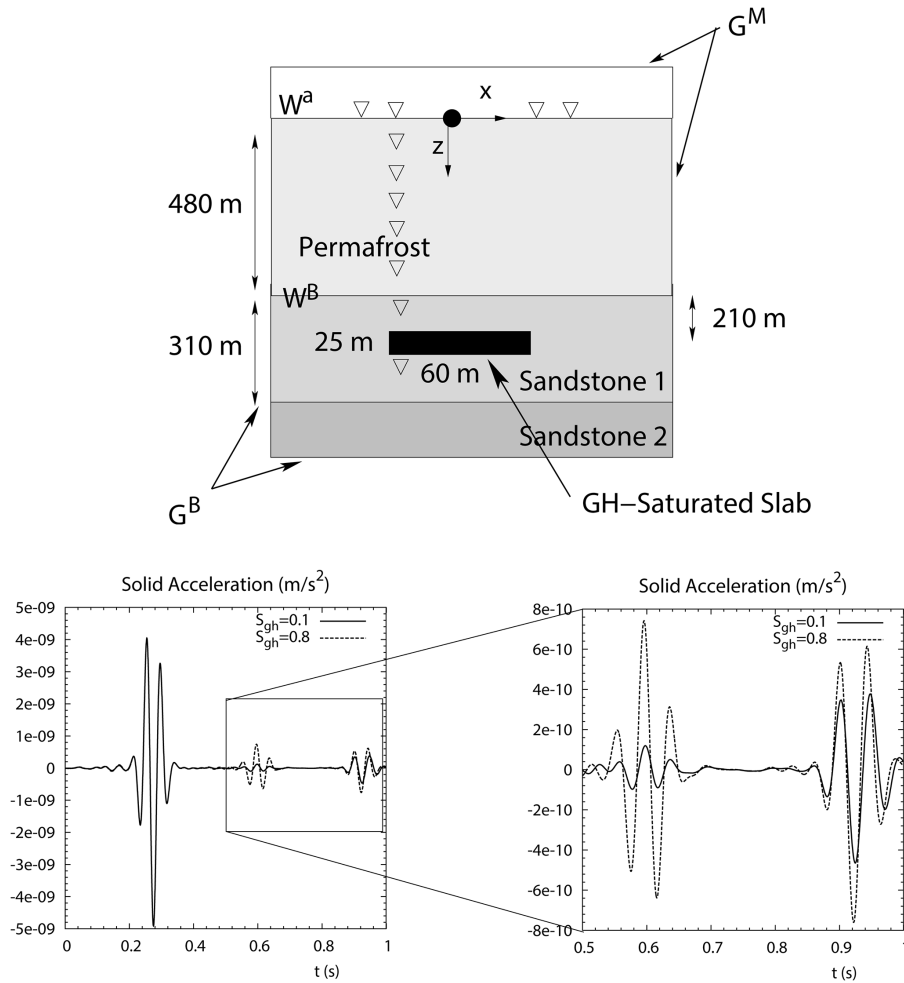 G^M
W^a
x
z
480 m
Permafrost
W^B
210 m
310 m
25 m
60 m
Sandstone 1
Sandstone 2
G^B
GH−Saturated Slab
Solid Acceleration (m/s^2)
S_gh=0.1
S_gh=0.8
5e-09
4e-09
3e-09
2e-09
1e-09
0
-1e-09
-2e-09
-3e-09
-4e-09
-5e-09
0 0.2 0.4 0.6 0.8 1
t (s)
Solid Acceleration (m/s^2)
S_gh=0.1
S_gh=0.8
8e-10
6e-10
4e-10
2e-10
0
-2e-10
-4e-10
-6e-10
-8e-10
0.5 0.6 0.7 0.8 0.9 1
t (s)